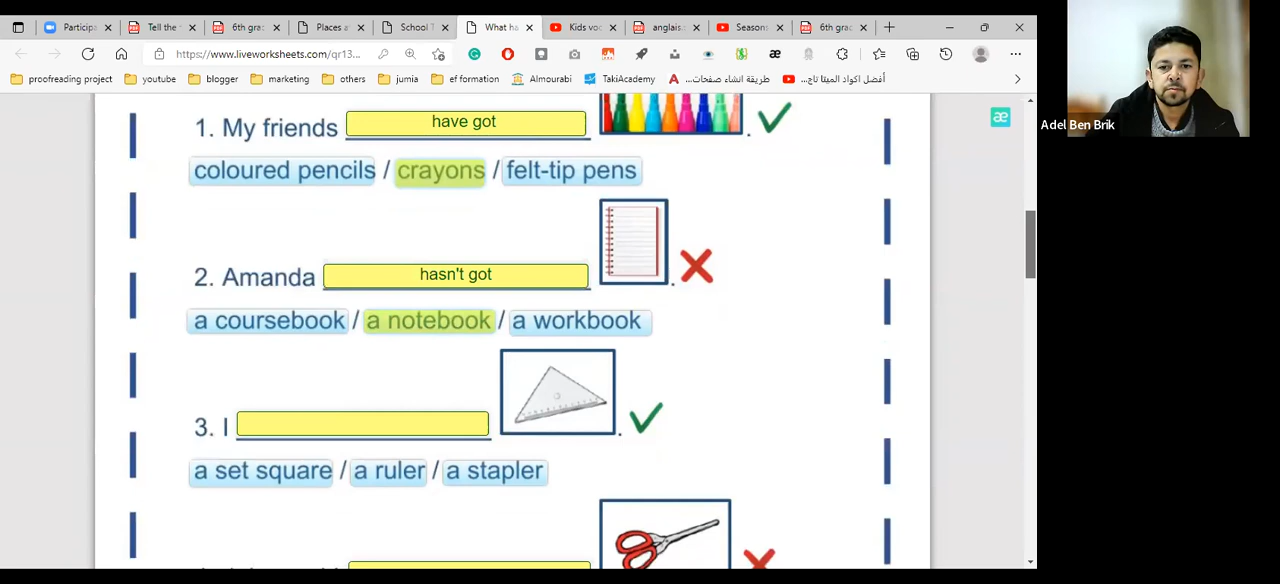 Participa
Tell the
6th gra
Places a
School T
What ha
Kids vo
anglais.
Seasons
6th gra
https://www.liveworksheets.com/qr13...
proofreading project
youtube
blogger
marketing
others
jumia
ef formation
Almourabi
TakiAcademy
طريقة انشاء صفحات...
أفضل اكواد الميتا تاج...
1. My friends have got . 
coloured pencils / crayons / felt-tip pens
2. Amanda hasn't got .
a coursebook / a notebook / a workbook
3. I .
a set square / a ruler / a stapler
æ
Adel Ben Brik